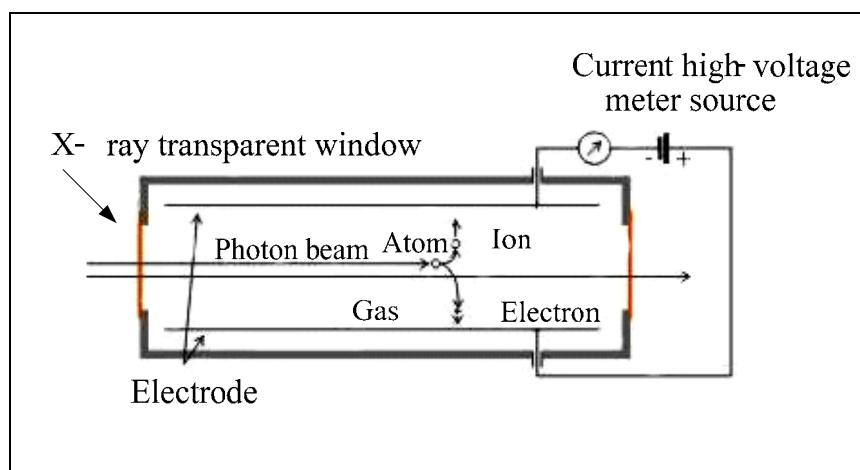 Current high- voltage
meter source
X- ray transparent window
- +
Photon beam Atom Ion
Gas Electron
Electrode